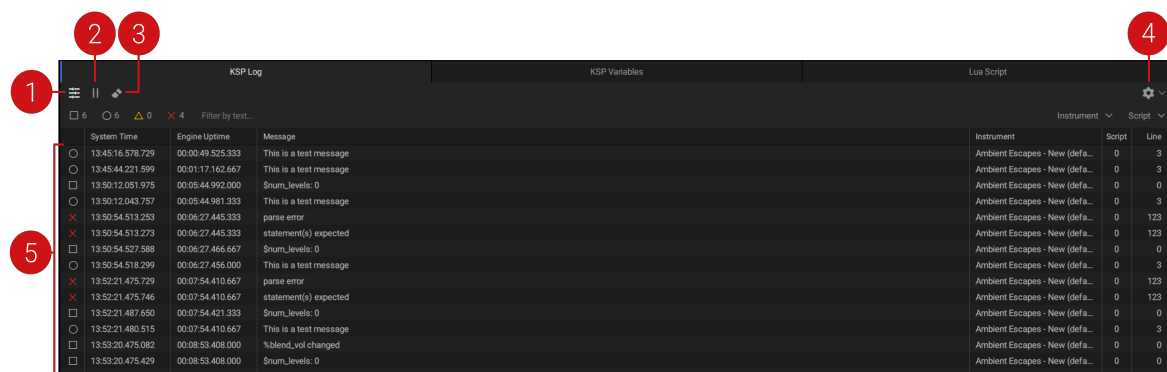 2 3 4
KSP Log KSP Variables Lua Script
1
6 6 0 4 Filter by text... Instrument Script
System Time Engine Uptime Message Instrument Script Line
13:45:16.578.729 00:00:49.525.333 This is a test message Ambient Escapes - New (defa... 0 3
13:45:44.221.599 00:01:17.162.667 This is a test message Ambient Escapes - New (defa... 0 3
13:50:12.051.975 00:05:44.992.000 $num_levels: 0 Ambient Escapes - New (defa... 0 0
13:50:12.043.757 00:05:44.981.333 This is a test message Ambient Escapes - New (defa... 0 3
13:50:54.513.253 00:06:27.445.333 parse error Ambient Escapes - New (defa... 0 123
5
13:50:54.513.273 00:06:27.445.333 statement(s) expected Ambient Escapes - New (defa... 0 123
13:50:54.527.588 00:06:27.466.667 $num_levels: 0 Ambient Escapes - New (defa... 0 0
13:50:54.518.299 00:06:27.456.000 This is a test message Ambient Escapes - New (defa... 0 3
13:52:21.475.729 00:07:54.410.667 parse error Ambient Escapes - New (defa... 0 123
13:52:21.475.746 00:07:54.410.667 statement(s) expected Ambient Escapes - New (defa... 0 123
13:52:21.487.650 00:07:54.421.333 $num_levels: 0 Ambient Escapes - New (defa... 0 0
13:52:21.480.515 00:07:54.410.667 This is a test message Ambient Escapes - New (defa... 0 3
13:53:20.475.082 00:08:53.408.000 %blend_vol changed Ambient Escapes - New (defa... 0 0
13:53:20.475.429 00:08:53.408.000 $num_levels: 0 Ambient Escapes - New (defa... 0 0